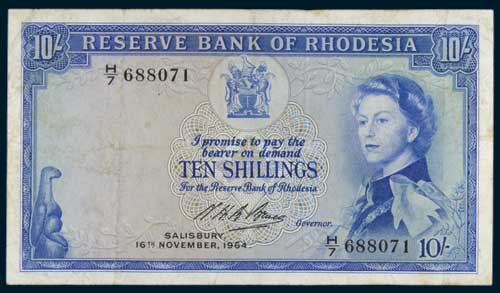 10/- RESERVE BANK OF RHODESIA 10/-
H/7 688071
I promise to pay the
bearer on demand
TEN SHILLINGS
For the Reserve Bank of Rhodesia
Governor.
SALISBURY
16TH NOVEMBER, 1964
H/7 688071 10/-